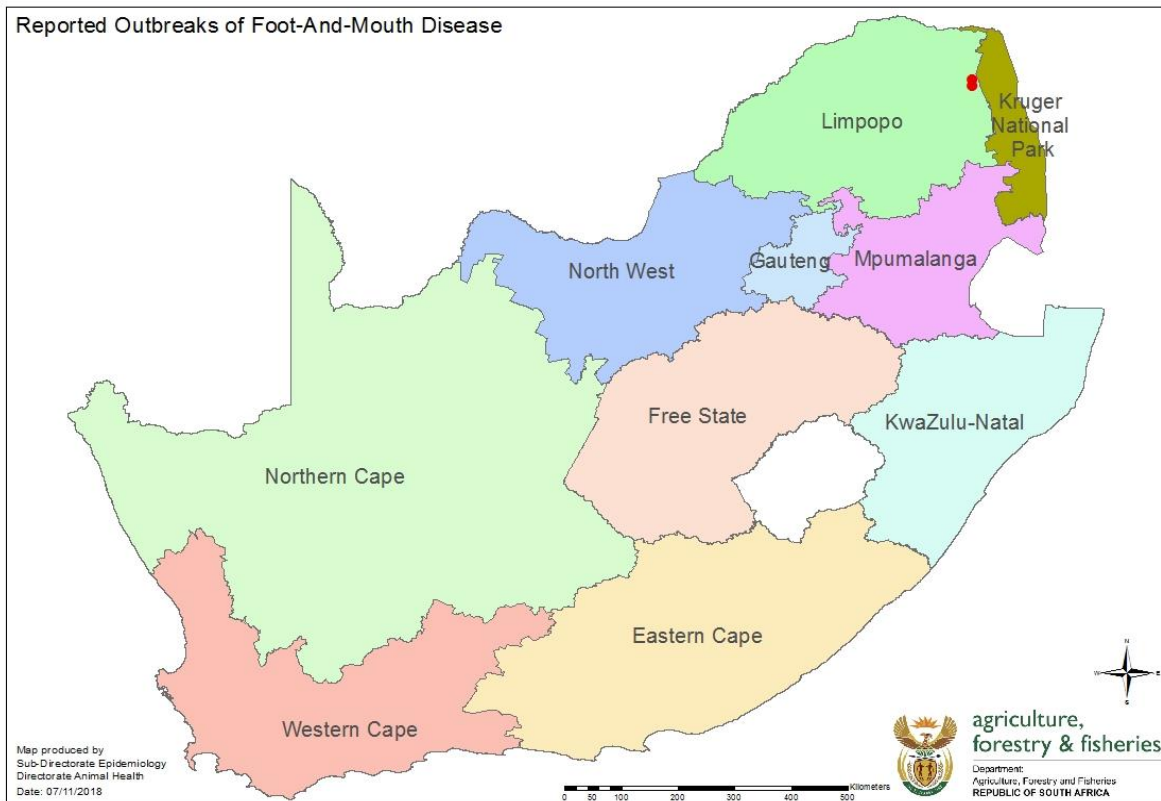 Reported Outbreaks of Foot-And-Mouth Disease
Limpopo
Kruger
National
Park
North West
Gauteng
Mpumalanga
Free State
KwaZulu-Natal
Northern Cape
Eastern Cape
Western Cape
N
W
E
S
Map produced by
Sub-Directorate Epidemiology
Directorate Animal Health
Date: 07/11/2018
Kilometers
0 50 100 200 300 400 500
agriculture,
forestry & fisheries
Department:
Agriculture, Forestry and Fisheries
REPUBLIC OF SOUTH AFRICA